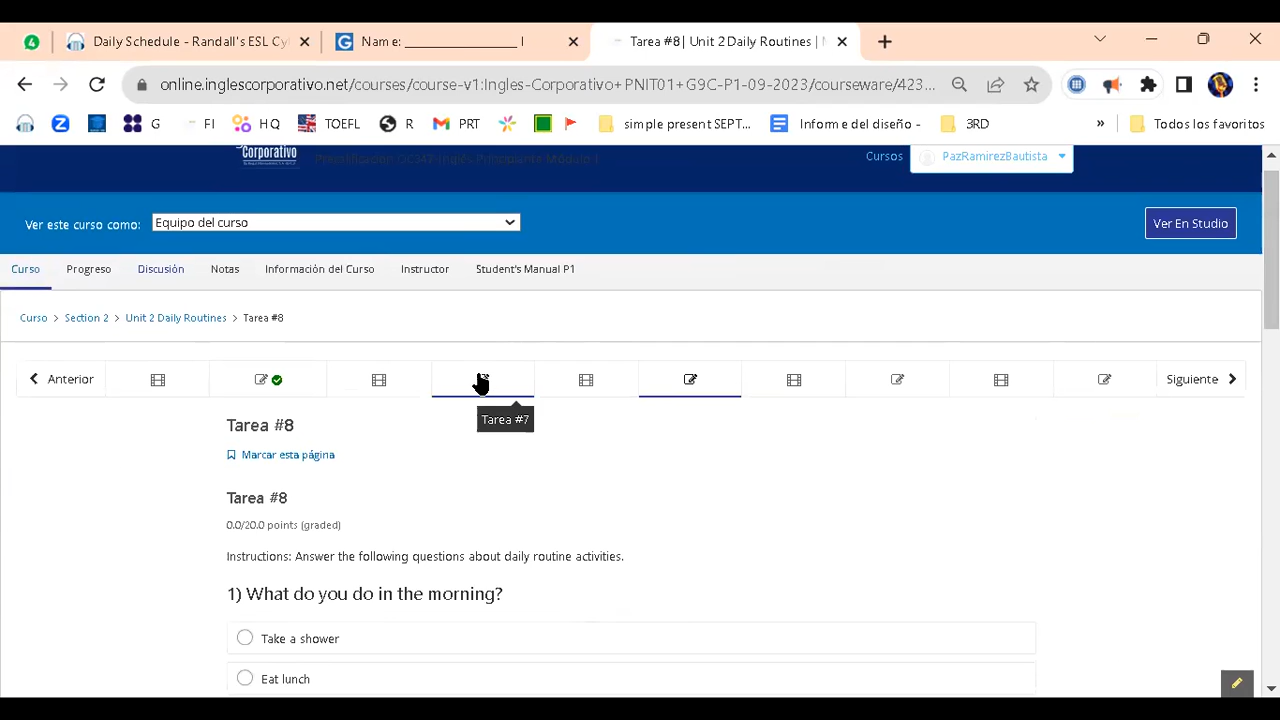 4
Daily Schedule - Randall's ESL Cy
Name: ____________________ I
Tarea #8 | Unit 2 Daily Routines |
online.inglescorporativo.net/courses/course-v1:Ingles-Corporativo+PNIT01+G9C-P1-09-2023/courseware/423...
G
FI
HQ
TOEFL
R
PRT
simple present SEPT...
Informe del diseño -
3RD
»
Todos los favoritos
Corporativo
Cursos
PazRamirezBautista
Ver este curso como:
Equipo del curso
Ver En Studio
Curso
Progreso
Discusión
Notas
Información del Curso
Instructor
Student's Manual P1
Curso > Section 2 > Unit 2 Daily Routines > Tarea #8
Anterior
Siguiente
Tarea #7
Tarea #8
Marcar esta página
Tarea #8
0.0/20.0 points (graded)
Instructions: Answer the following questions about daily routine activities.
1) What do you do in the morning?
Take a shower
Eat lunch